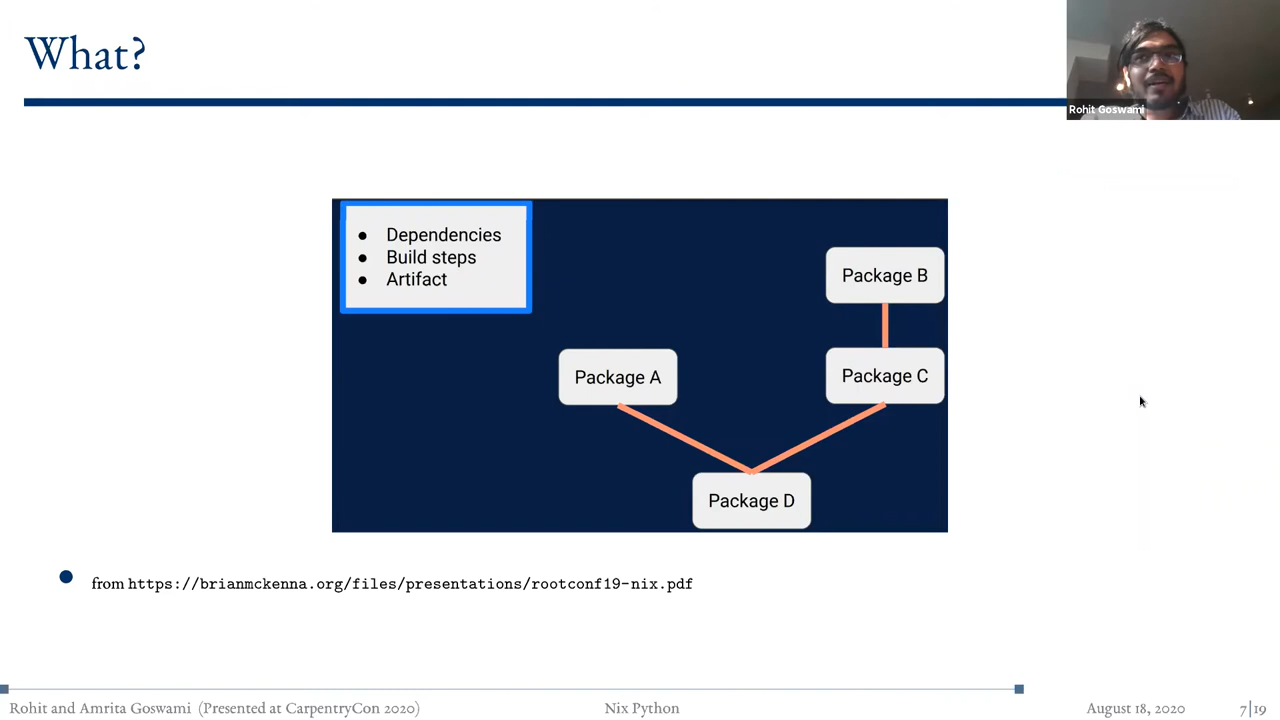 What?
Rohit Goswami
● Dependencies
● Build steps
● Artifact
Package B
Package A
Package C
Package D
● from https://brianmckenna.org/files/presentations/rootconf19-nix.pdf
Rohit and Amrita Goswami (Presented at CarpentryCon 2020)
Nix Python
August 18, 2020
7|19